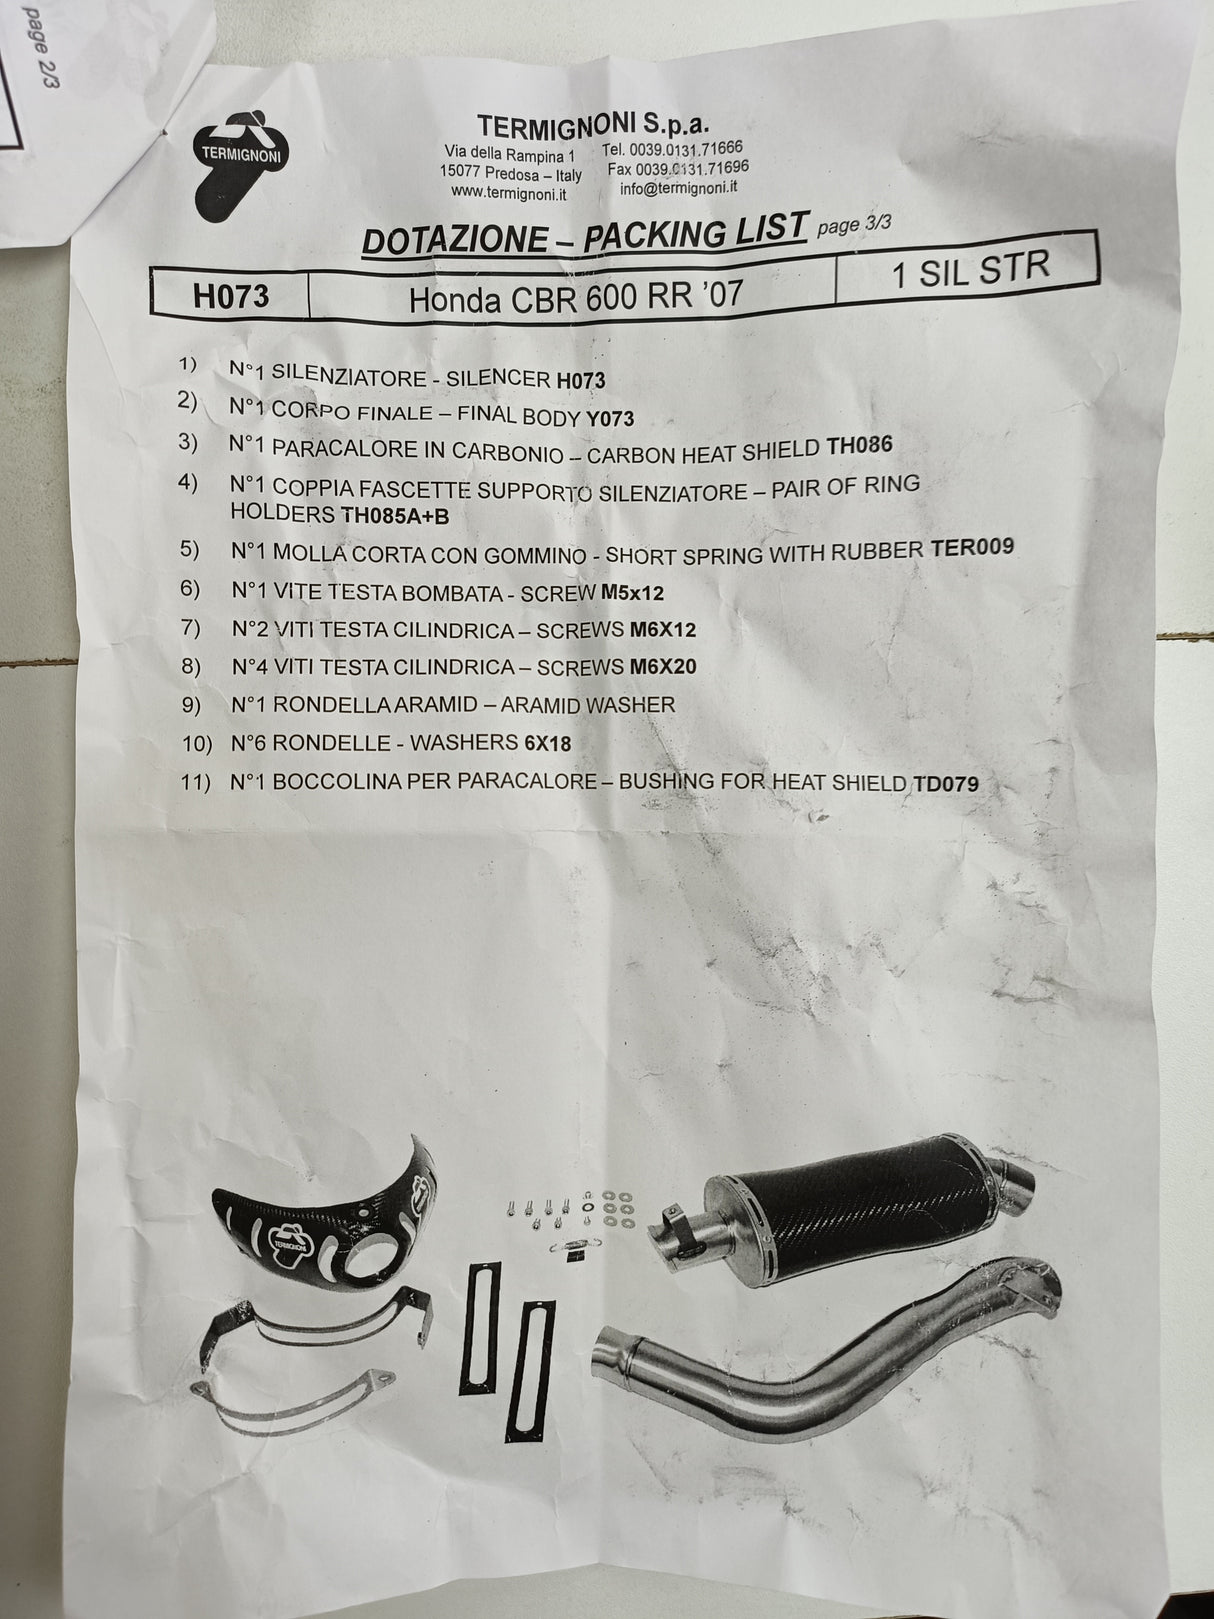 page 2/3
TERMIGNONI
TERMIGNONI S.p.a.
Via della Rampina 1 Tel. 0039.0131.71666
15077 Predosa – Italy Fax 0039.0131.71696
www.termignoni.it info@termignoni.it
DOTAZIONE – PACKING LIST page 3/3
H073 Honda CBR 600 RR '07 1 SIL STR
1) N°1 SILENZIATORE - SILENCER H073
2) N°1 CORPO FINALE – FINAL BODY Y073
3) N°1 PARACALORE IN CARBONIO – CARBON HEAT SHIELD TH086
4) N°1 COPPIA FASCETTE SUPPORTO SILENZIATORE – PAIR OF RING
HOLDERS TH085A+B
5) N°1 MOLLA CORTA CON GOMMINO - SHORT SPRING WITH RUBBER TER009
6) N°1 VITE TESTA BOMBATA - SCREW M5x12
7) N°2 VITI TESTA CILINDRICA – SCREWS M6X12
8) N°4 VITI TESTA CILINDRICA – SCREWS M6X20
9) N°1 RONDELLA ARAMID – ARAMID WASHER
10) N°6 RONDELLE - WASHERS 6X18
11) N°1 BOCCOLINA PER PARACALORE – BUSHING FOR HEAT SHIELD TD079
TERMIGNONI